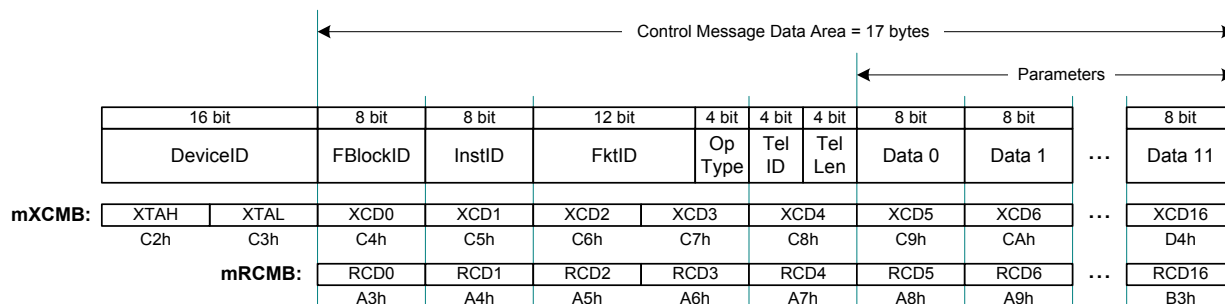 Control Message Data Area = 17 bytes
Parameters
16 bit 8 bit 8 bit 12 bit 4 bit 4 bit 4 bit 8 bit 8 bit 8 bit
DeviceID FBlockID InstID FktID Op Type Tel ID Tel Len Data 0 Data 1 ... Data 11
mXCMB: XTAH XTAL XCD0 XCD1 XCD2 XCD3 XCD4 XCD5 XCD6 ... XCD16
C2h C3h C4h C5h C6h C7h C8h C9h CAh D4h
mRCMB: RCD0 RCD1 RCD2 RCD3 RCD4 RCD5 RCD6 ... RCD16
A3h A4h A5h A6h A7h A8h A9h B3h